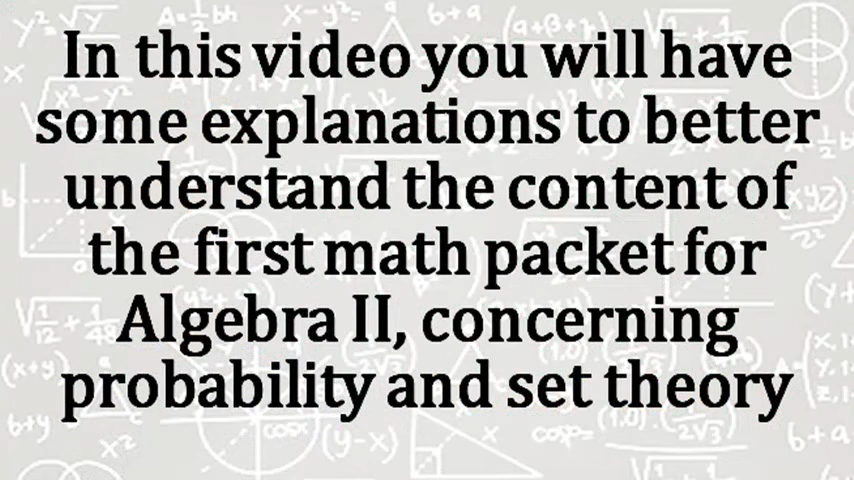 In this video you will have
some explanations to better
understand the content of
the first math packet for
Algebra II, concerning
probability and set theory